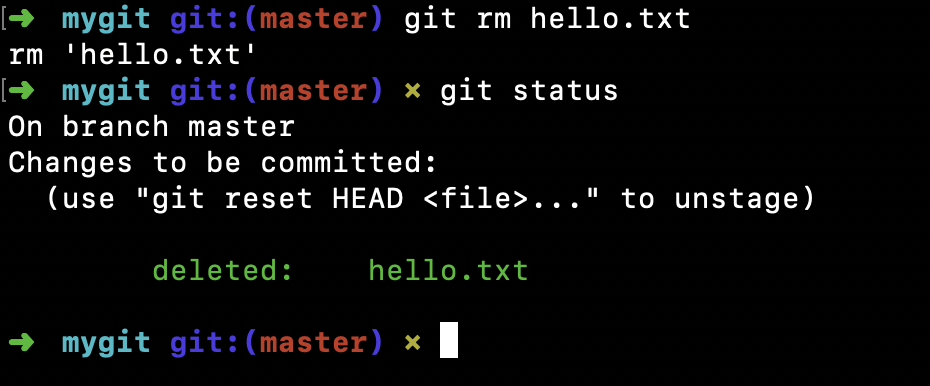 [➜ mygit git:(master) git rm hello.txt
rm 'hello.txt'
[➜ mygit git:(master) ✗ git status
On branch master
Changes to be committed:
  (use "git reset HEAD <file>..." to unstage)

        deleted:    hello.txt

➜ mygit git:(master) ✗